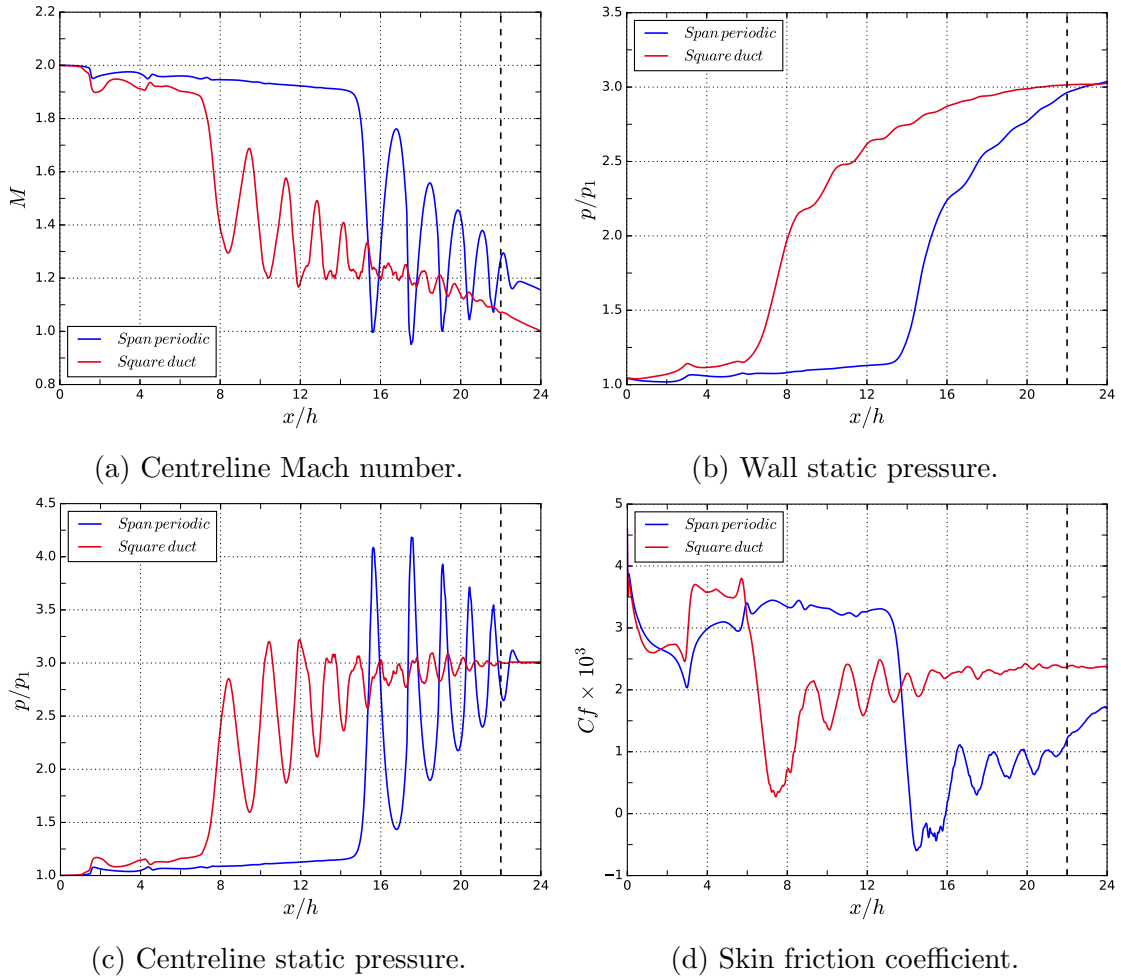 2.2
2.0
1.8
1.6
1.4
1.2
1.0
0.8
M
Span periodic
Square duct
0 4 8 12 16 20 24
x/h
(a) Centreline Mach number.
3.5
3.0
2.5
2.0
1.5
1.0
p/p1
Span periodic
Square duct
0 4 8 12 16 20 24
x/h
(b) Wall static pressure.
4.5
4.0
3.5
3.0
2.5
2.0
1.5
1.0
p/p1
Span periodic
Square duct
0 4 8 12 16 20 24
x/h
(c) Centreline static pressure.
5
4
3
2
1
0
−1
Cf × 10³
Span periodic
Square duct
0 4 8 12 16 20 24
x/h
(d) Skin friction coefficient.